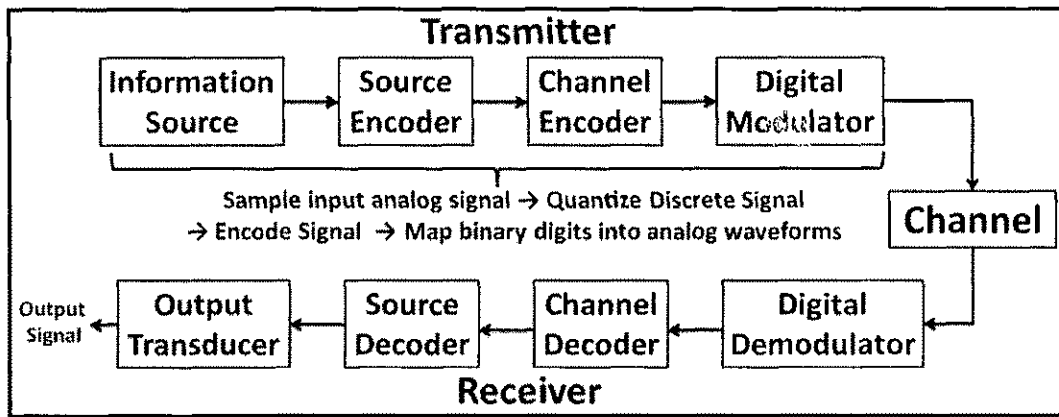 Transmitter
Information
Source
Source
Encoder
Channel
Encoder
Digital
Modulator
Sample input analog signal → Quantize Discrete Signal
→ Encode Signal → Map binary digits into analog waveforms
Channel
Output
Signal
Output
Transducer
Source
Decoder
Channel
Decoder
Digital
Demodulator
Receiver